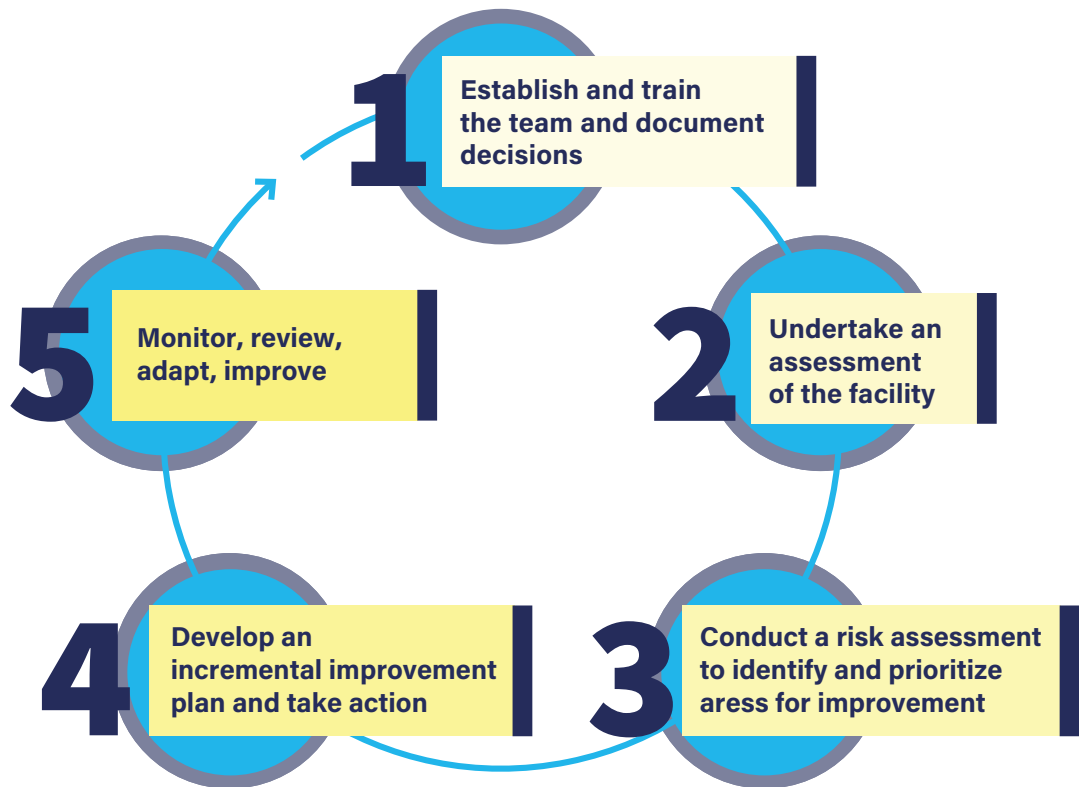 1
Establish and train
the team and document
decisions
2
Undertake an
assessment
of the facility
3
Conduct a risk assessment
to identify and prioritize
aress for improvement
4
Develop an
incremental improvement
plan and take action
5
Monitor, review,
adapt, improve